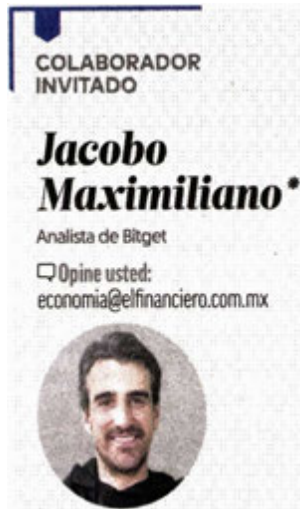 COLABORADOR
INVITADO
Jacobo
Maximiliano*
Analista de Bitget
Opine usted:
economia@elfinanciero.com.mx